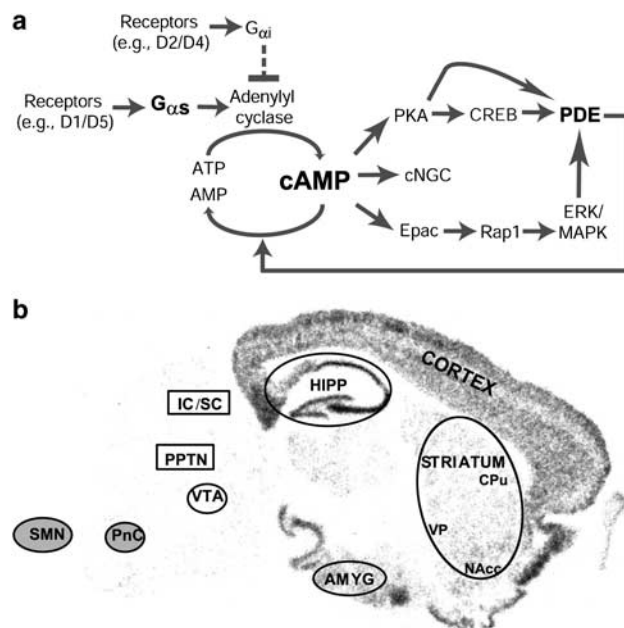 a
Receptors
(e.g., D2/D4)
Gαi
Receptors
(e.g., D1/D5)
Gαs
Adenylyl
cyclase
ATP
AMP
cAMP
PKA
CREB
PDE
cNGC
Epac
Rap1
ERK/
MAPK
b
CORTEX
HIPP
IC/SC
STRIATUM
CPu
PPTN
VTA
SMN
PnC
VP
NAcc
AMYG